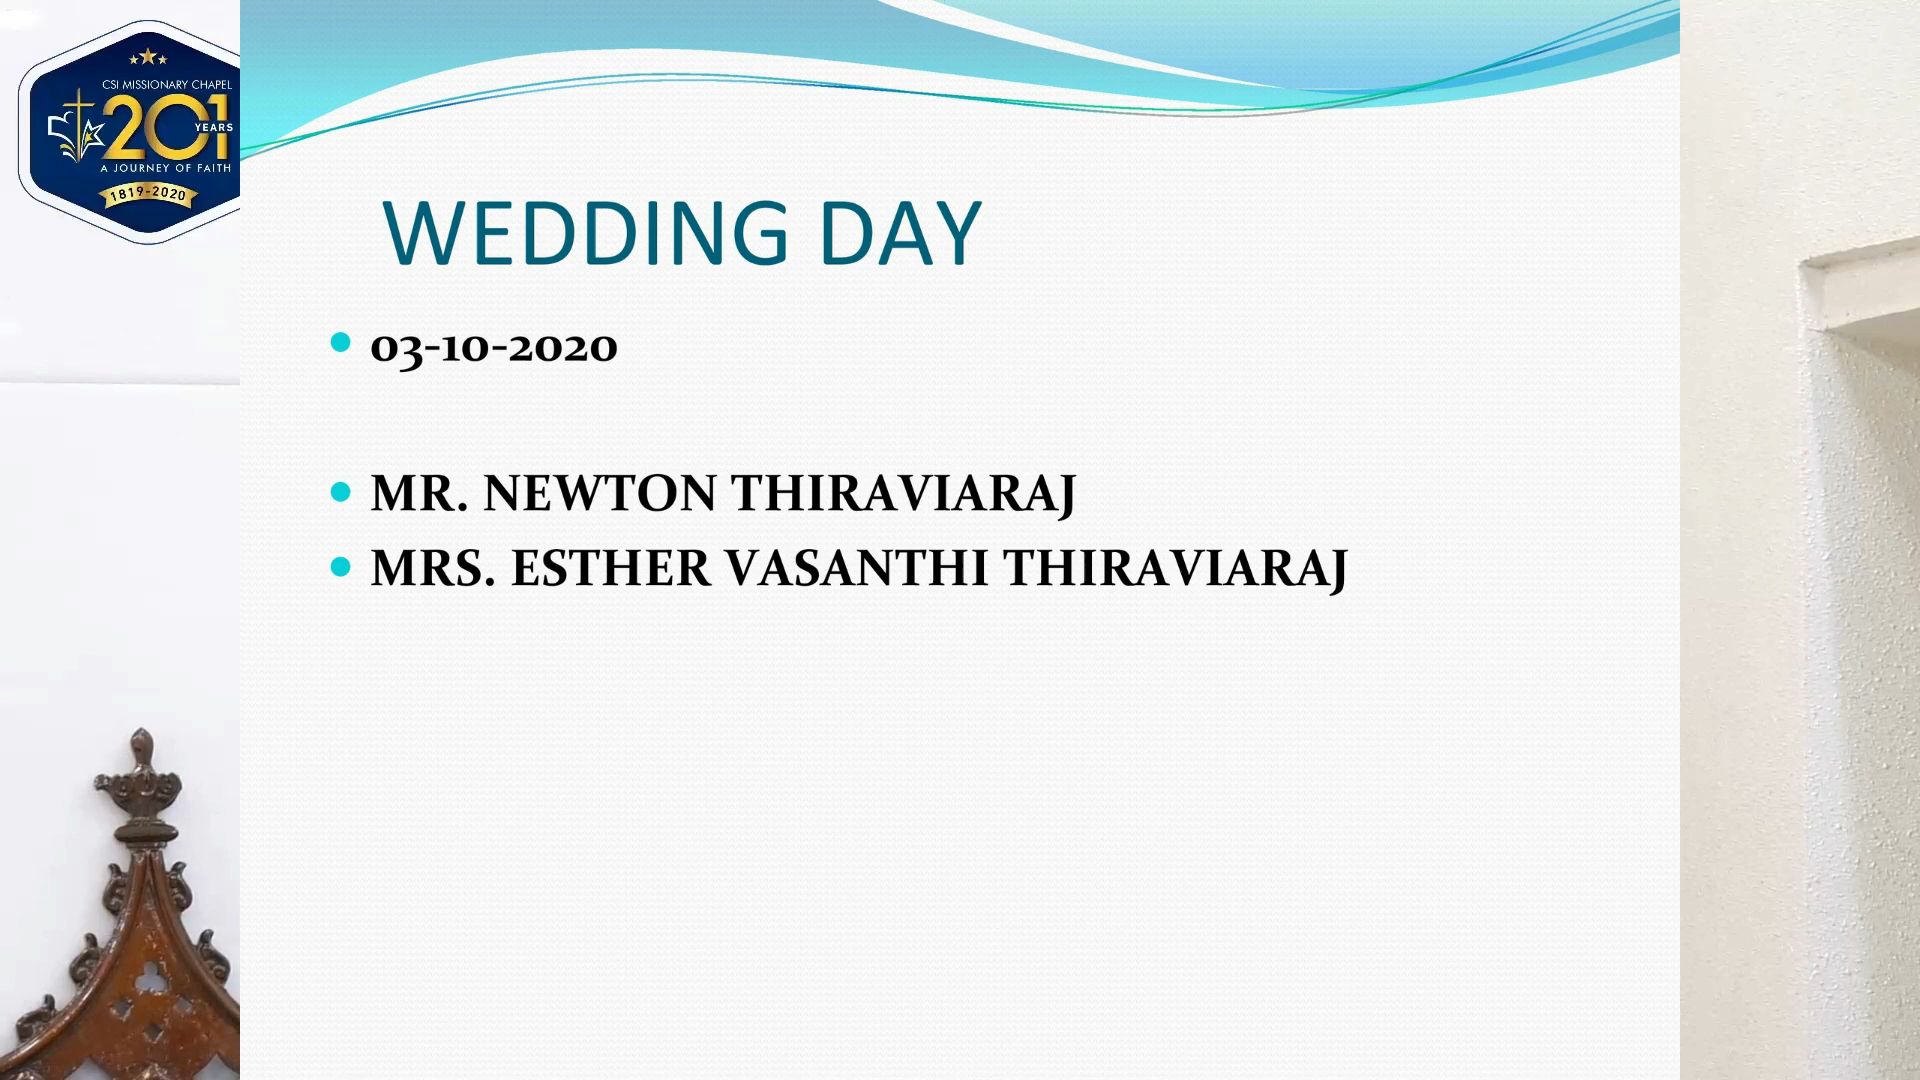 CSI MISSIONARY CHAPEL
201
YEARS
A JOURNEY OF FAITH
1819-2020
WEDDING DAY
• 03-10-2020
• MR. NEWTON THIRAVIARAJ
• MRS. ESTHER VASANTHI THIRAVIARAJ